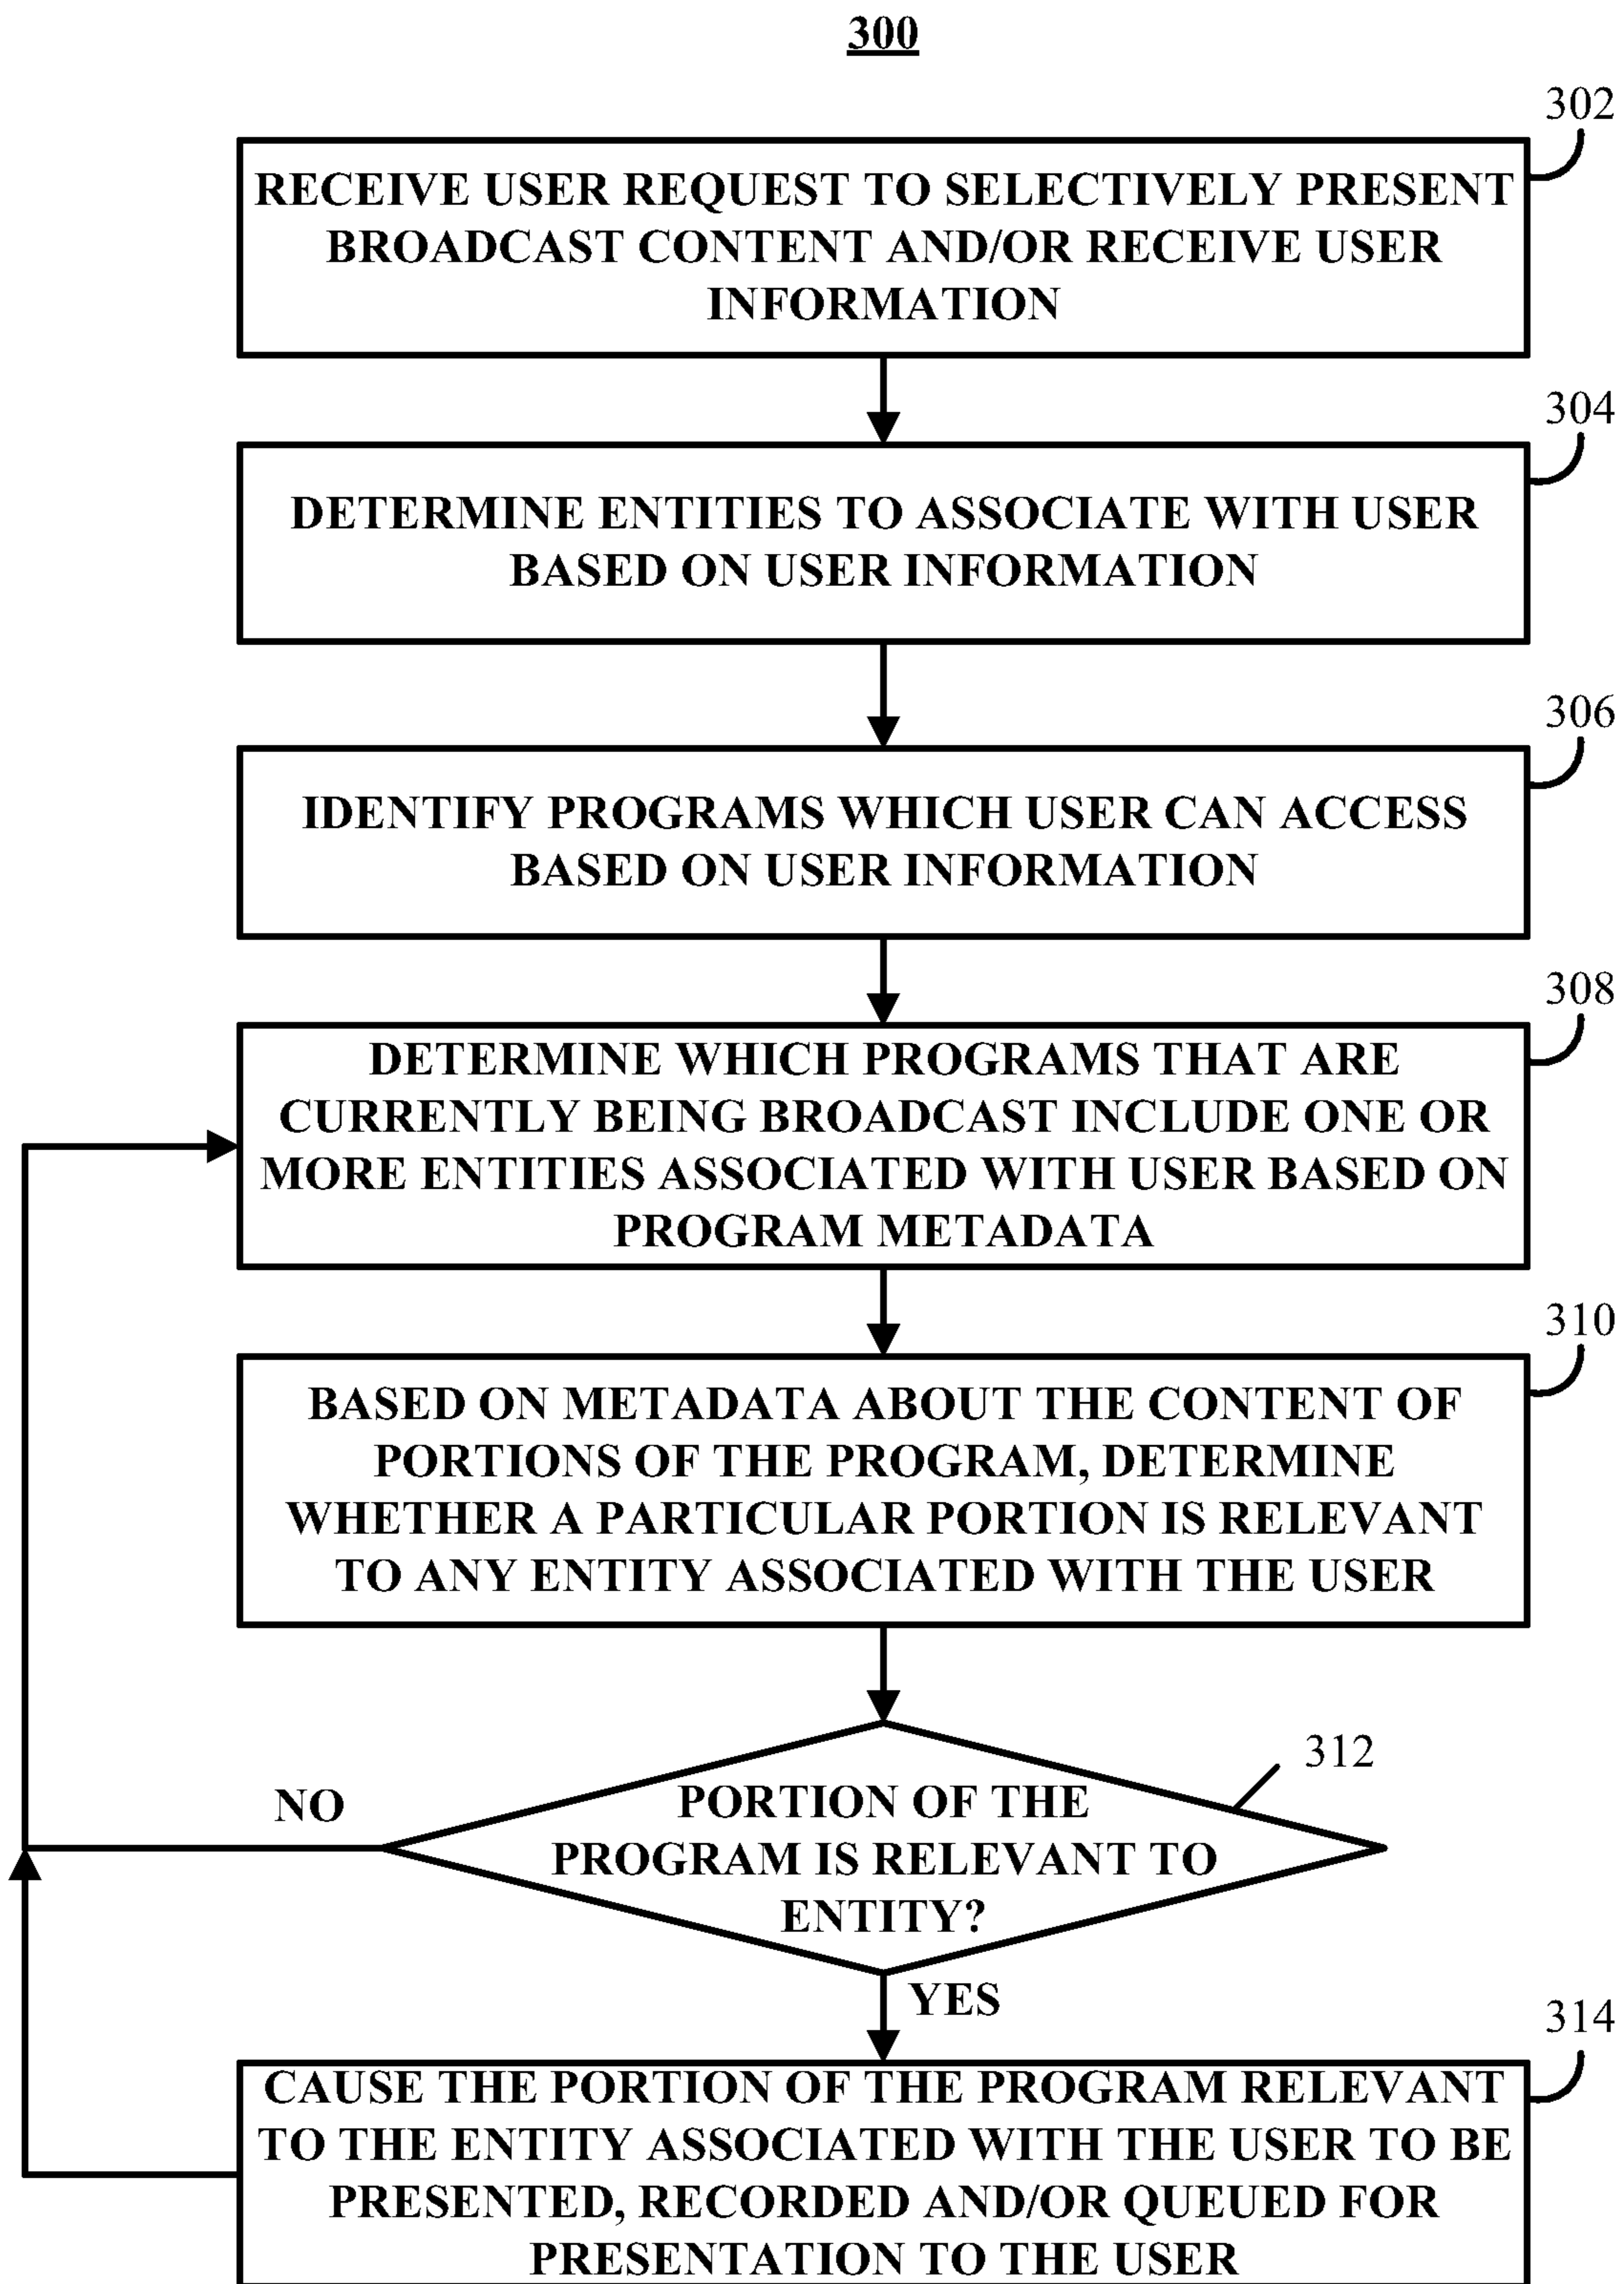 300
302
RECEIVE USER REQUEST TO SELECTIVELY PRESENT
BROADCAST CONTENT AND/OR RECEIVE USER
INFORMATION
304
DETERMINE ENTITIES TO ASSOCIATE WITH USER
BASED ON USER INFORMATION
306
IDENTIFY PROGRAMS WHICH USER CAN ACCESS
BASED ON USER INFORMATION
308
DETERMINE WHICH PROGRAMS THAT ARE
CURRENTLY BEING BROADCAST INCLUDE ONE OR
MORE ENTITIES ASSOCIATED WITH USER BASED ON
PROGRAM METADATA
310
BASED ON METADATA ABOUT THE CONTENT OF
PORTIONS OF THE PROGRAM, DETERMINE
WHETHER A PARTICULAR PORTION IS RELEVANT
TO ANY ENTITY ASSOCIATED WITH THE USER
312
NO
PORTION OF THE
PROGRAM IS RELEVANT TO
ENTITY?
YES
314
CAUSE THE PORTION OF THE PROGRAM RELEVANT
TO THE ENTITY ASSOCIATED WITH THE USER TO BE
PRESENTED, RECORDED AND/OR QUEUED FOR
PRESENTATION TO THE USER